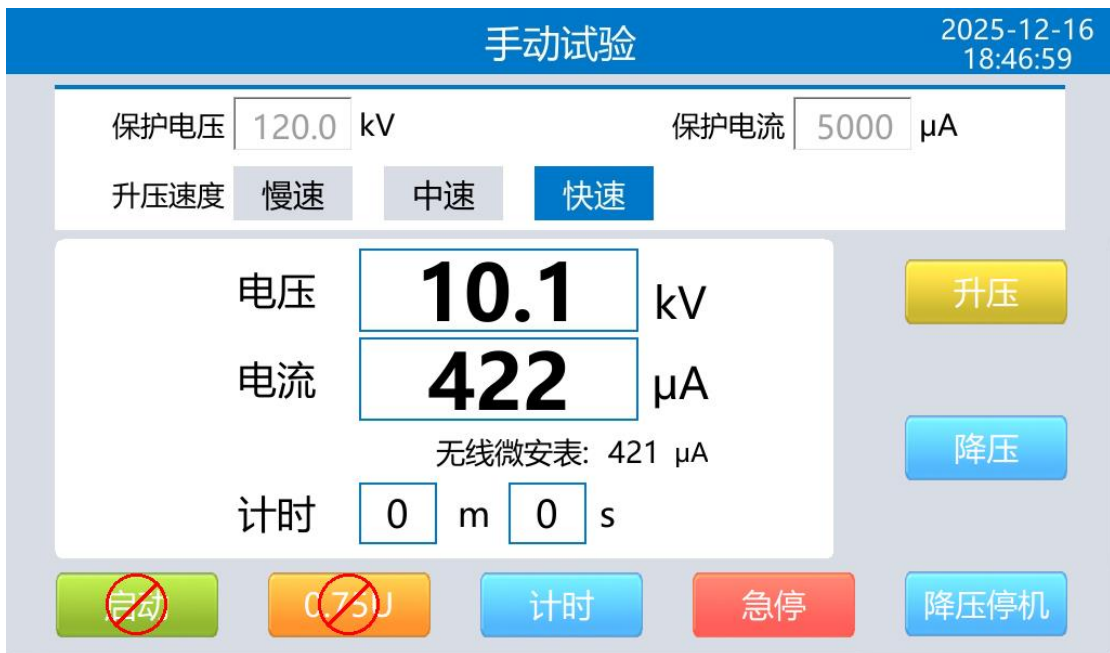 手动试验
2025-12-16
18:46:59
保护电压 120.0 kV 保护电流 5000 μA
升压速度 慢速 中速 快速
电压 10.1 kV
升压
电流 422 μA
无线微安表: 421 μA
降压
计时 0 m 0 s
启动 0.75U 计时 急停 降压停机